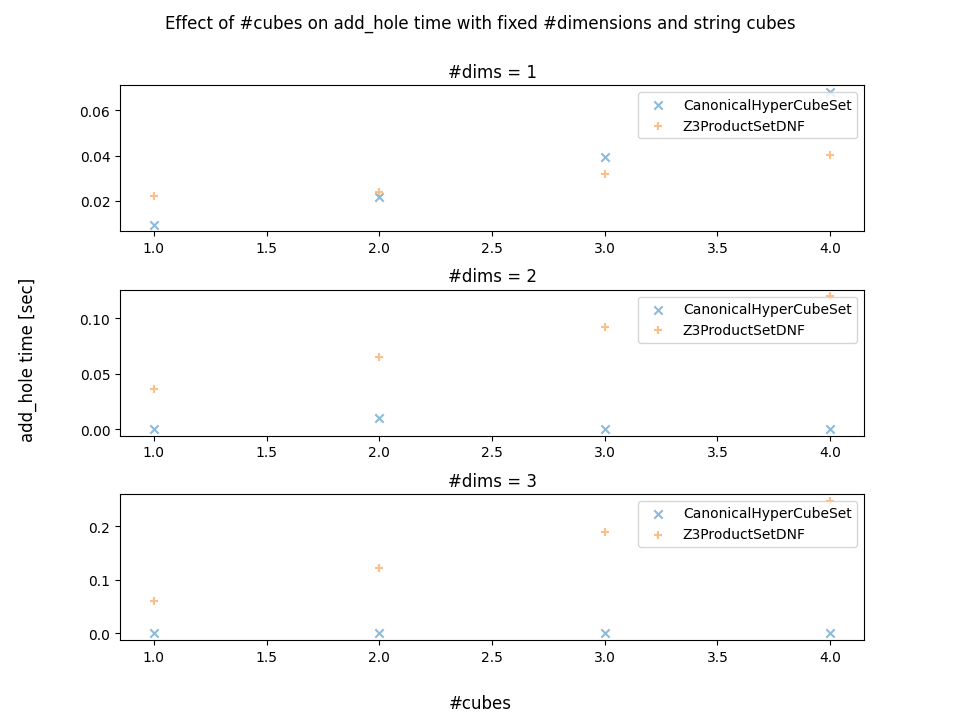 Effect of #cubes on add_hole time with fixed #dimensions and string cubes
#dims = 1
CanonicalHyperCubeSet
Z3ProductSetDNF
0.06
0.04
0.02
1.0 1.5 2.0 2.5 3.0 3.5 4.0
#dims = 2
CanonicalHyperCubeSet
Z3ProductSetDNF
0.10
0.05
0.00
1.0 1.5 2.0 2.5 3.0 3.5 4.0
add_hole time [sec]
#dims = 3
CanonicalHyperCubeSet
Z3ProductSetDNF
0.2
0.1
0.0
1.0 1.5 2.0 2.5 3.0 3.5 4.0
#cubes